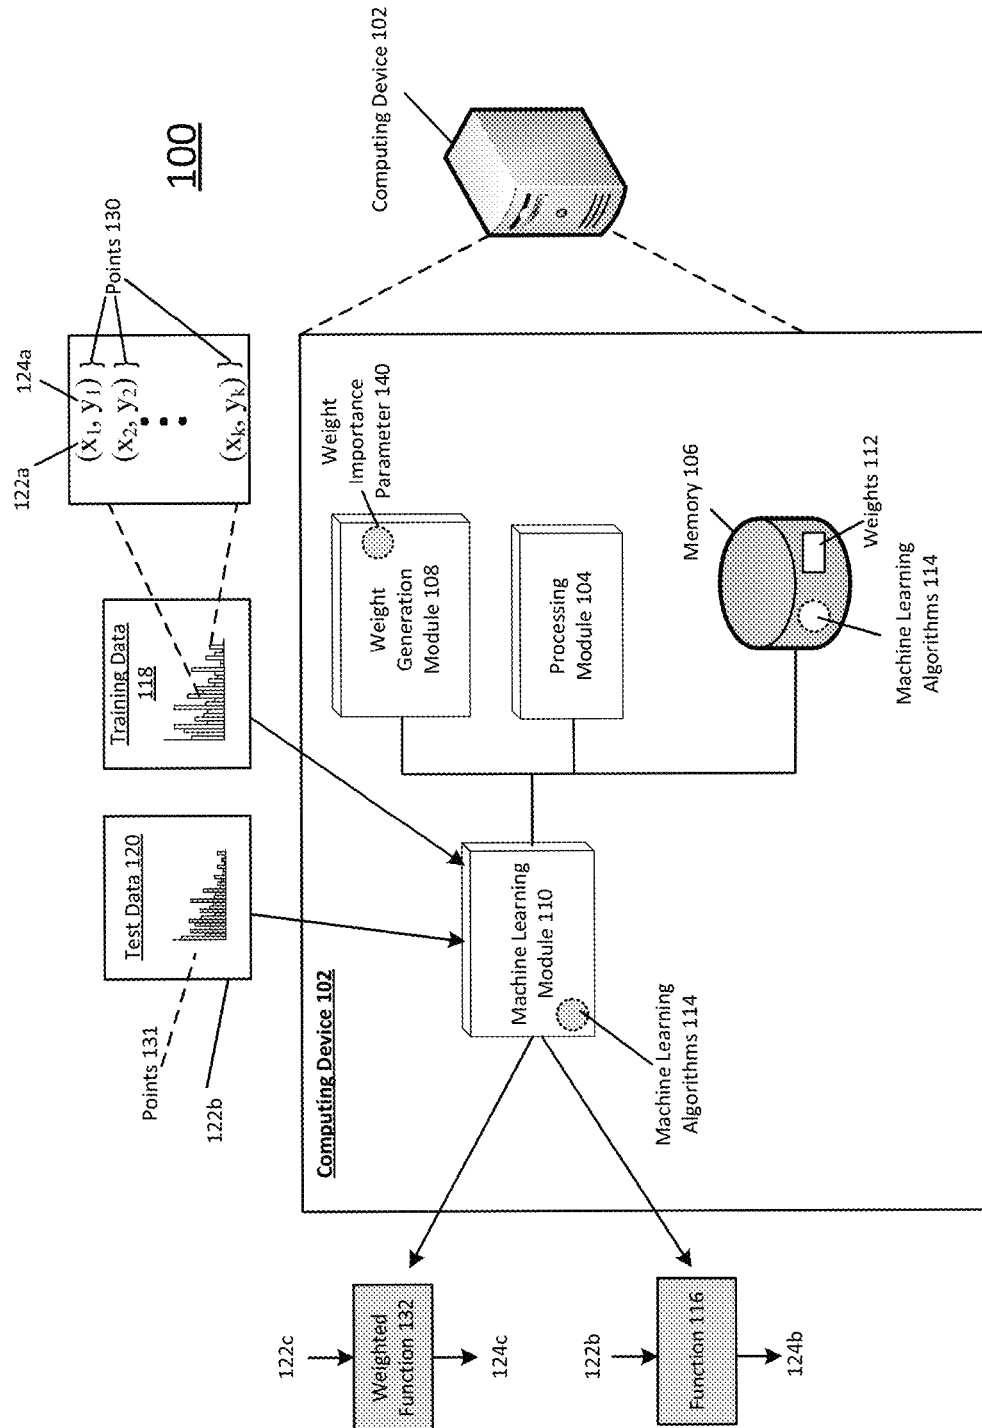 100
Computing Device 102
Points 130
122a
124a
(x1, y1) }
(x2, y2) }
(xk, yk) }
Training Data
118
Test Data 120
Points 131
122b
Computing Device 102
Weight
Importance
Parameter 140
Weight
Generation
Module 108
Processing
Module 104
Memory 106
Weights 112
Machine Learning
Algorithms 114
Machine Learning
Module 110
Machine Learning
Algorithms 114
122c
Weighted
Function 132
124c
122b
Function 116
124b